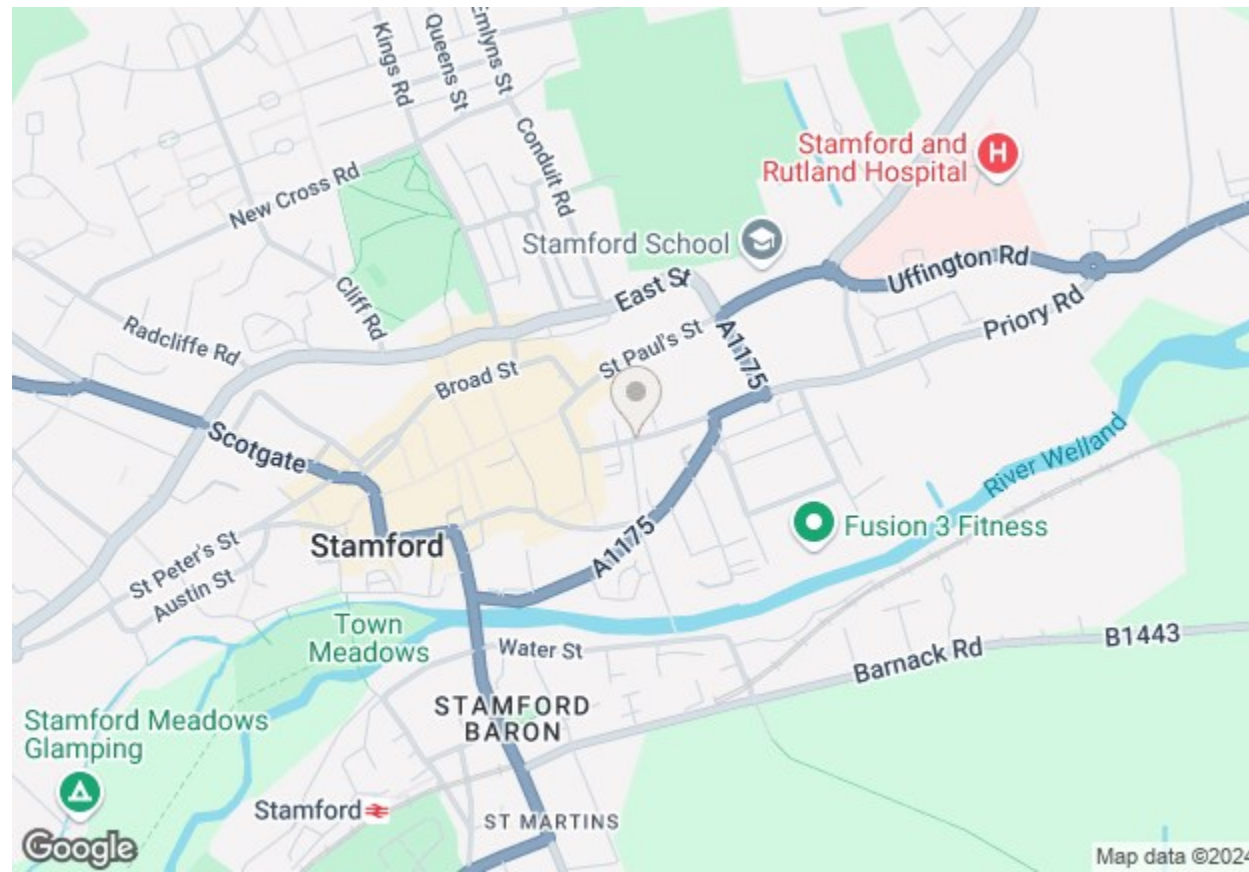 Kings Rd
Queens St
Emlyns St
Conduit Rd
New Cross Rd
Stamford and
Rutland Hospital
H
Stamford School
Uffington Rd
East St
Cliff Rd
Priory Rd
Radcliffe Rd
St Paul's St
A1175
Broad St
Scotgate
River Welland
Fusion 3 Fitness
A1175
Stamford
St Peter's St
Austin St
Town
Meadows
Water St
B1443
Barnack Rd
STAMFORD
BARON
Stamford Meadows
Glamping
Stamford
ST MARTINS
Google
Map data ©2024